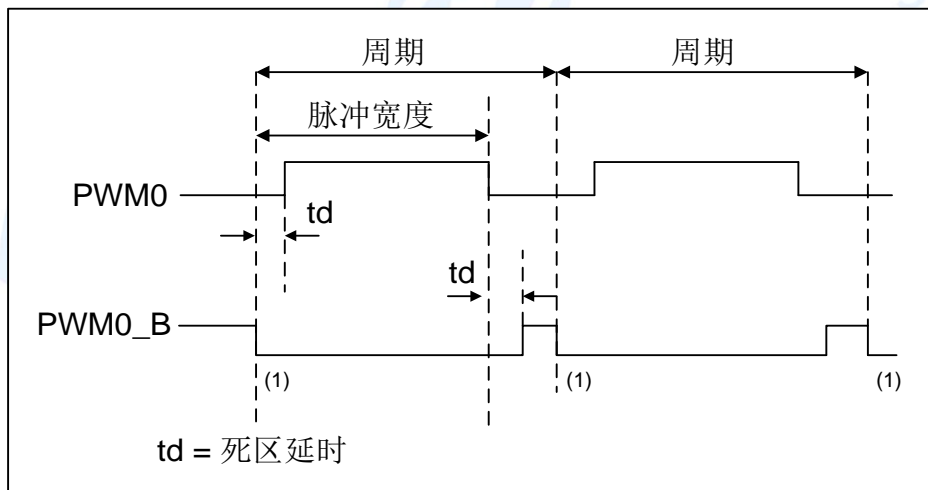 周期 周期
脉冲宽度
PWM0
td
td
PWM0_B
(1) (1) (1)
td = 死区延时